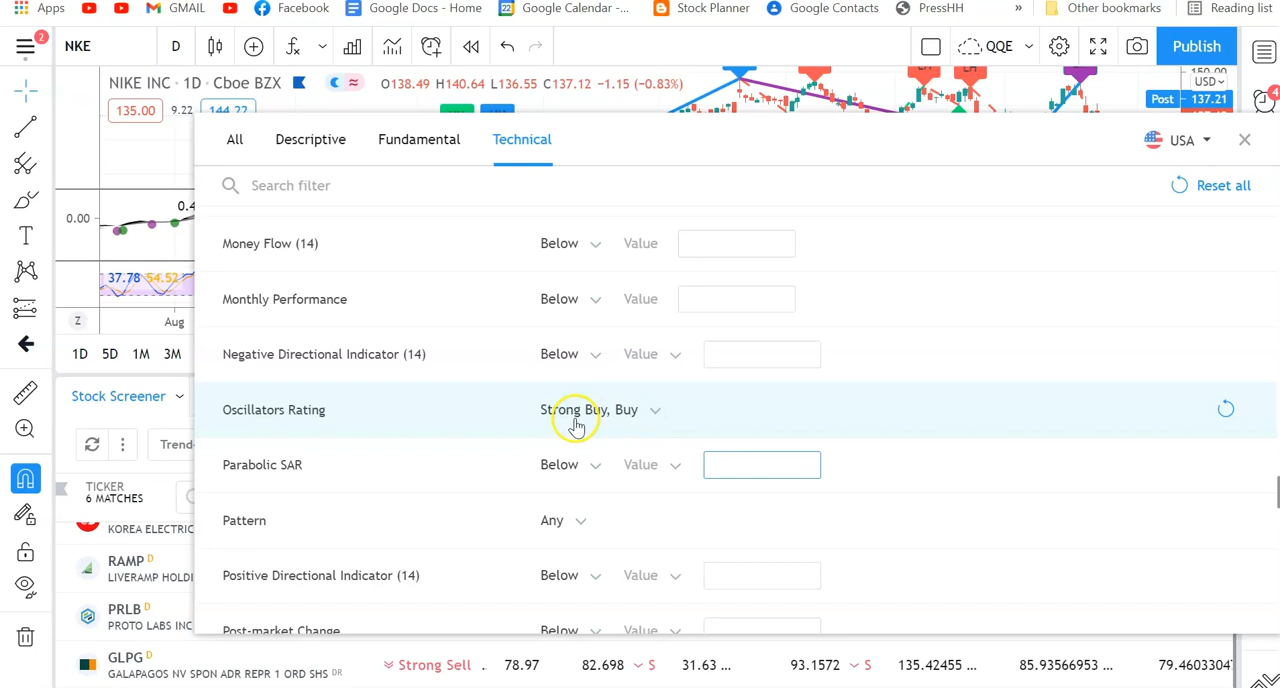 Apps GMAIL Facebook Google Docs - Home Google Calendar -... Stock Planner Google Contacts PressHH » Other bookmarks Reading list
2 NKE D QQE Publish
NIKE INC · 1D · Cboe BZX O138.49 H140.64 L136.55 C137.12 −1.15 (−0.83%)
150.00
USD
135.00 9.22 144.22
Post 137.21
4
All Descriptive Fundamental Technical USA
Search filter Reset all
0.00 0.4
Money Flow (14) Below Value
37.78 54.52
Monthly Performance Below Value
Z Aug
1D 5D 1M 3M
Negative Directional Indicator (14) Below Value
Stock Screener
Oscillators Rating Strong Buy, Buy
Trend
Parabolic SAR Below Value
TICKER
6 MATCHES
Pattern Any
KOREA ELECTRIC
RAMP D
LIVERAMP HOLDI
Positive Directional Indicator (14) Below Value
PRLB D
PROTO LABS INC
Post-market Change Below Value
GLPG D
GALAPAGOS NV SPON ADR REPR 1 ORD SHS DR
Strong Sell 78.97 82.698 S 31.63 ... 93.1572 S 135.42455 ... 85.93566953 ... 79.4603304